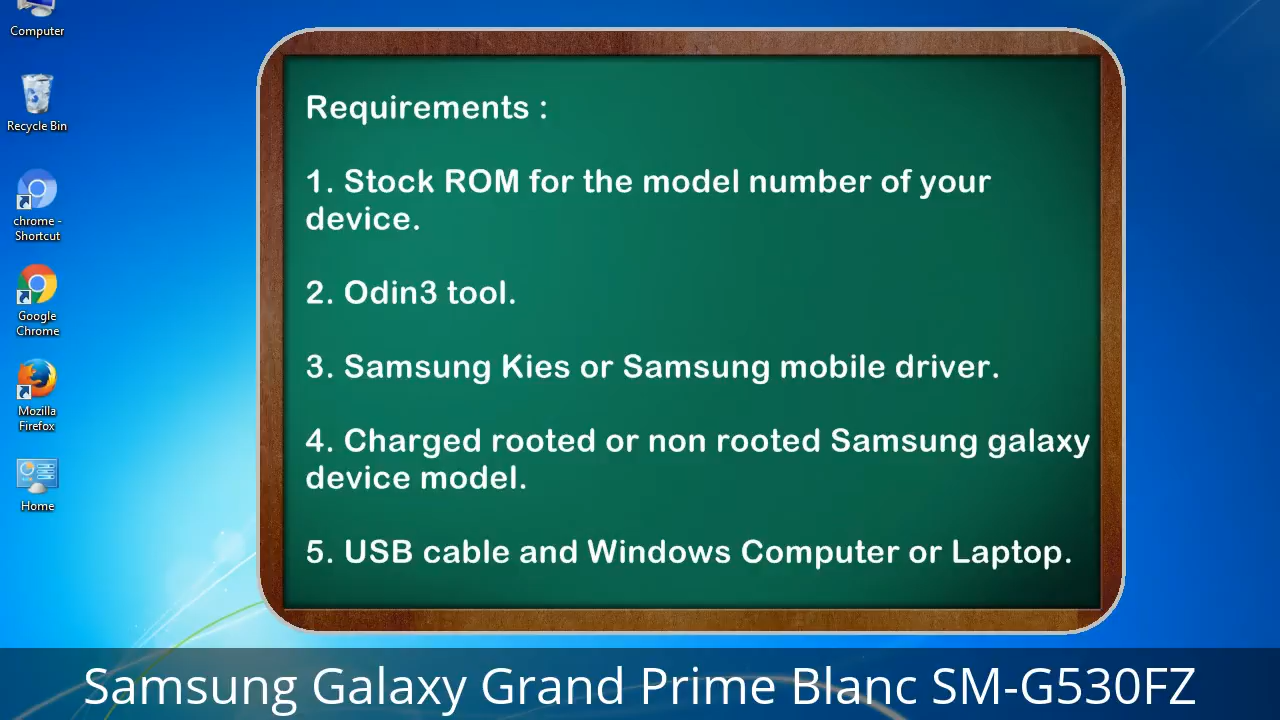 Computer
Recycle Bin
chrome -
Shortcut
Google
Chrome
Mozilla
Firefox
Home
Requirements :
1. Stock ROM for the model number of your
device.
2. Odin3 tool.
3. Samsung Kies or Samsung mobile driver.
4. Charged rooted or non rooted Samsung galaxy
device model.
5. USB cable and Windows Computer or Laptop.
Samsung Galaxy Grand Prime Blanc SM-G530FZ